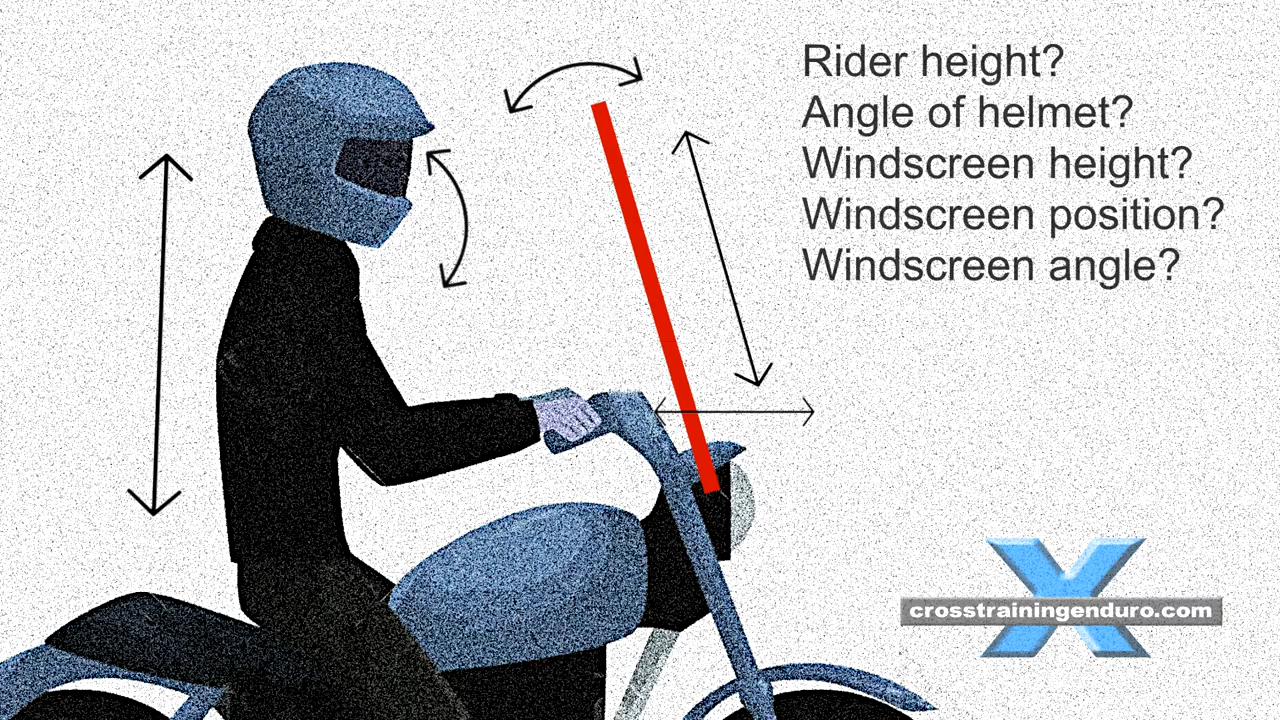 Rider height?
Angle of helmet?
Windscreen height?
Windscreen position?
Windscreen angle?
X
crosstrainingenduro.com